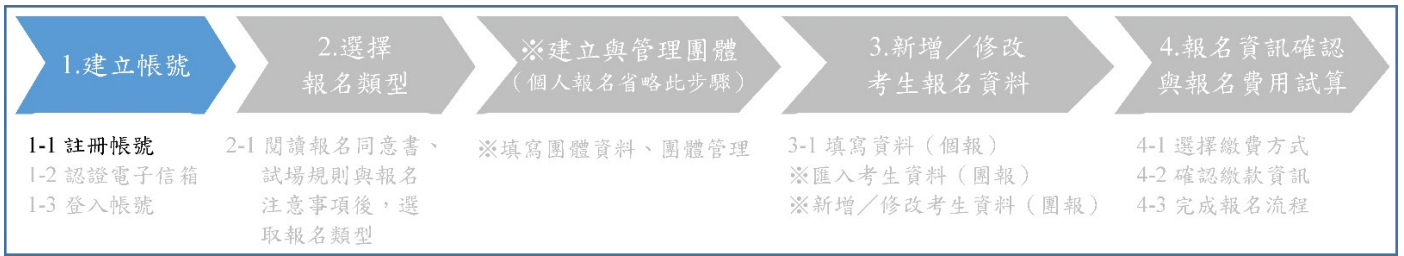 1.建立帳號
2.選擇
報名類型
※建立與管理團體
（個人報名省略此步驟）
3.新增／修改
考生報名資料
4.報名資訊確認
與報名費用試算
1-1 註冊帳號
1-2 認證電子信箱
1-3 登入帳號
2-1 閱讀報名同意書、
試場規則與報名
注意事項後，選
取報名類型
※填寫團體資料、團體管理
3-1 填寫資料（個報）
※匯入考生資料（團報）
※新增／修改考生資料（團報）
4-1 選擇繳費方式
4-2 確認繳款資訊
4-3 完成報名流程